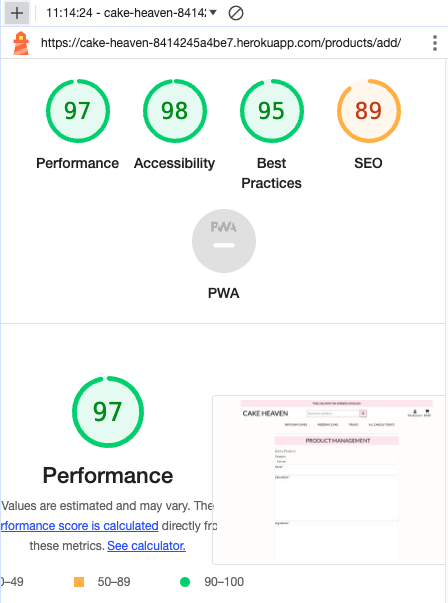 11:14:24 - cake-heaven-8414
https://cake-heaven-8414245a4be7.herokuapp.com/products/add/
97
98
95
89
Performance
Accessibility
Best
Practices
SEO
PWA
PWA
97
Performance
Values are estimated and may vary. The
rformance score is calculated directly fro
these metrics. See calculator.
0–49
50–89
90–100
CAKE HEAVEN
PRODUCT MANAGEMENT